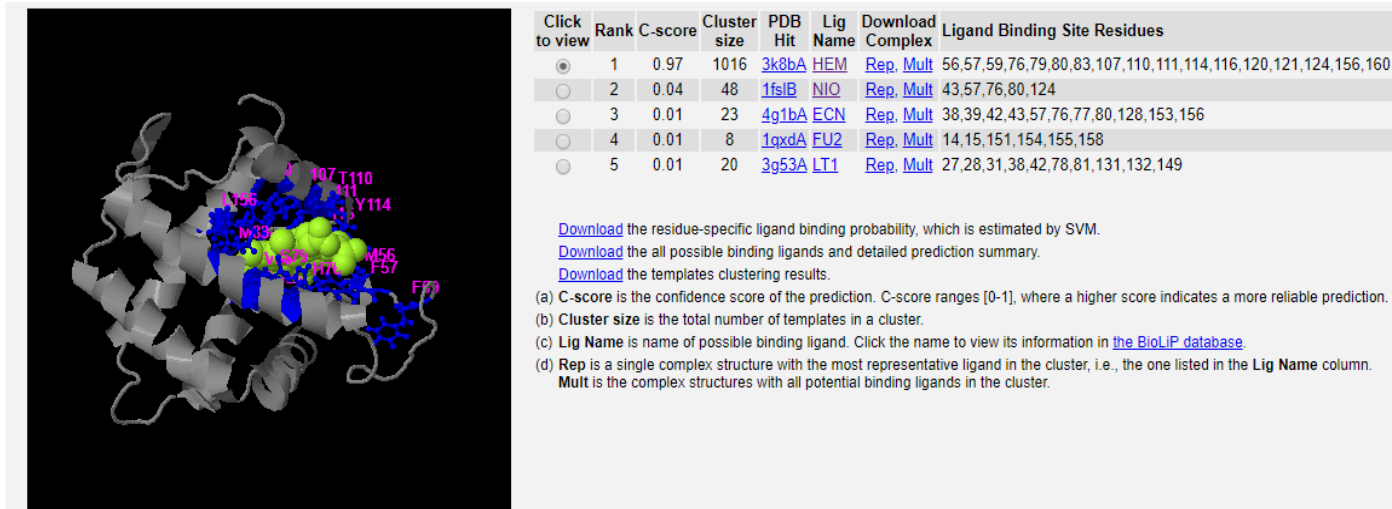 Click to view Rank C-score Cluster size PDB Hit Lig Name Download Complex Ligand Binding Site Residues
1 0.97 1016 3k8bA HEM Rep, Mult 56,57,59,76,79,80,83,107,110,111,114,116,120,121,124,156,160
2 0.04 48 1fslB NIO Rep, Mult 43,57,76,80,124
3 0.01 23 4g1bA ECN Rep, Mult 38,39,42,43,57,76,77,80,128,153,156
4 0.01 8 1qxdA FU2 Rep, Mult 14,15,151,154,155,158
5 0.01 20 3g53A LT1 Rep, Mult 27,28,31,38,42,78,81,131,132,149
107 T110
Y114
M56
F57
Download the residue-specific ligand binding probability, which is estimated by SVM.
Download the all possible binding ligands and detailed prediction summary.
Download the templates clustering results.
(a) C-score is the confidence score of the prediction. C-score ranges [0-1], where a higher score indicates a more reliable prediction.
(b) Cluster size is the total number of templates in a cluster.
(c) Lig Name is name of possible binding ligand. Click the name to view its information in the BioLiP database.
(d) Rep is a single complex structure with the most representative ligand in the cluster, i.e., the one listed in the Lig Name column.
Mult is the complex structures with all potential binding ligands in the cluster.